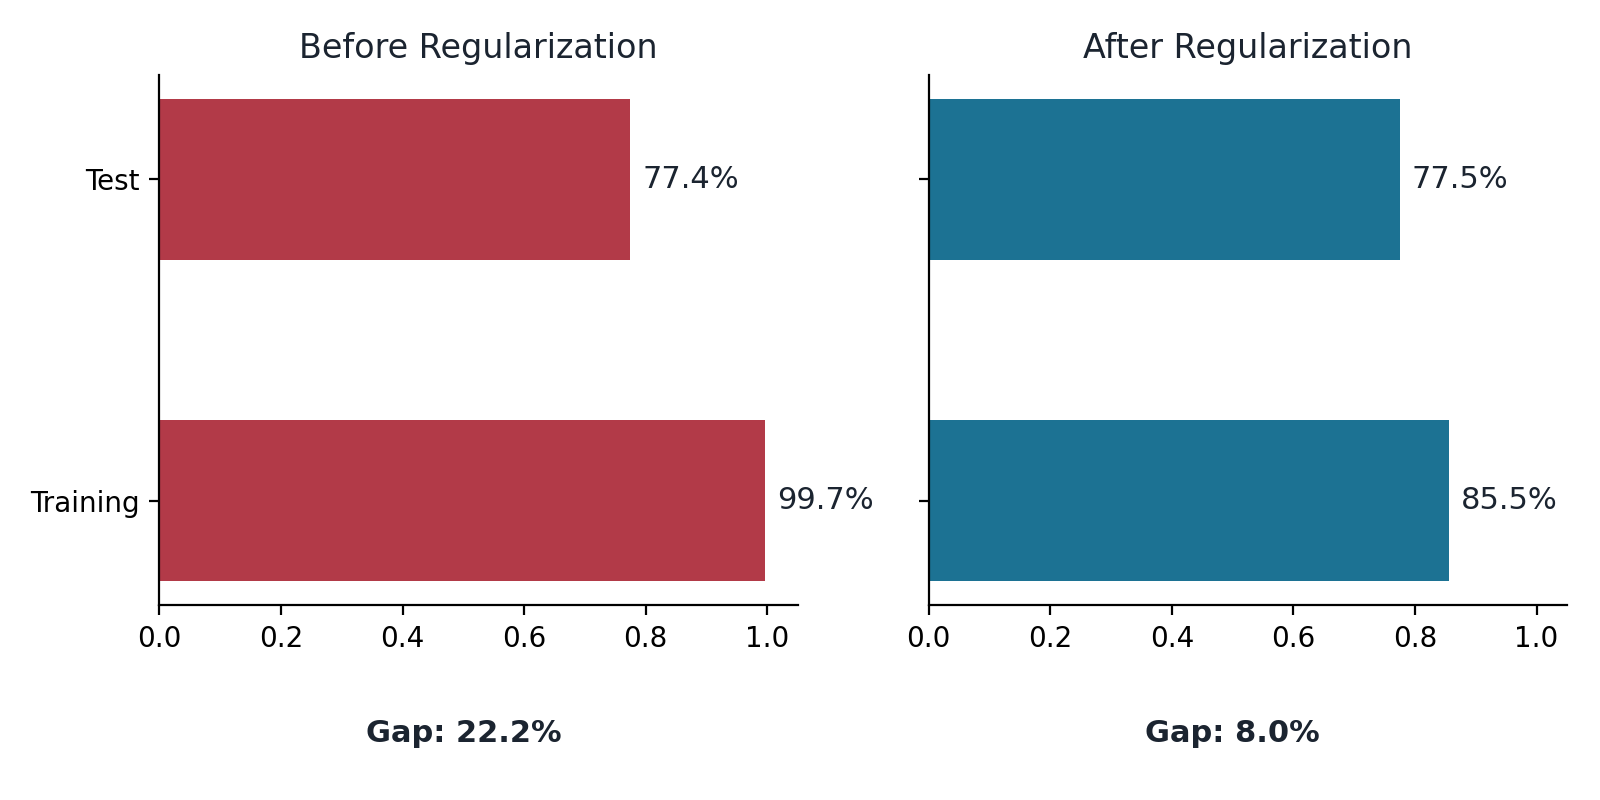 Before Regularization
Test
77.4%
Training
99.7%
0.0 0.2 0.4 0.6 0.8 1.0
Gap: 22.2%
After Regularization
77.5%
85.5%
0.0 0.2 0.4 0.6 0.8 1.0
Gap: 8.0%